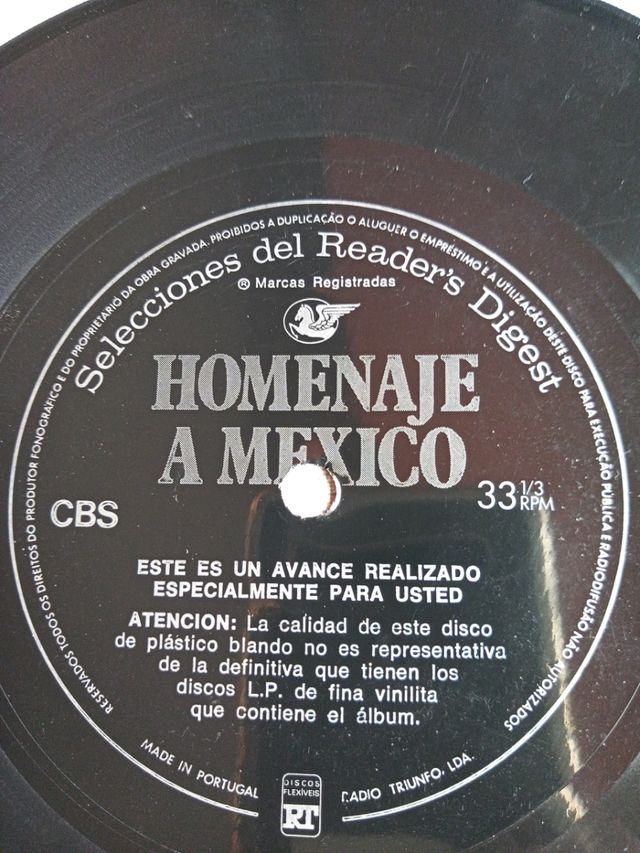 RESERVADOS TODOS OS DIREITOS DO PRODUTOR FONOGRÁFICO E DO PROPRIETARIO DA OBRA GRAVADA. PROIBIDOS A DUPLICAÇÃO O ALUGUER O EMPRÉSTIMO E A UTILIZAÇÃO DESTE DISCO PARA EXECUÇÃO PÚBLICA E RADIODIFUSÃO NÃO AUTORIZADOS
Selecciones del Reader's Digest
® Marcas Registradas
HOMENAJE
A MEXICO
CBS
33 1/3 RPM
ESTE ES UN AVANCE REALIZADO
ESPECIALMENTE PARA USTED
ATENCION: La calidad de este disco
de plástico blando no es representativa
de la definitiva que tienen los
discos L.P. de fina vinilita
que contiene el álbum.
MADE IN PORTUGAL
DISCOS
FLEXÍVEIS
RT
RADIO TRIUNFO, LDA.